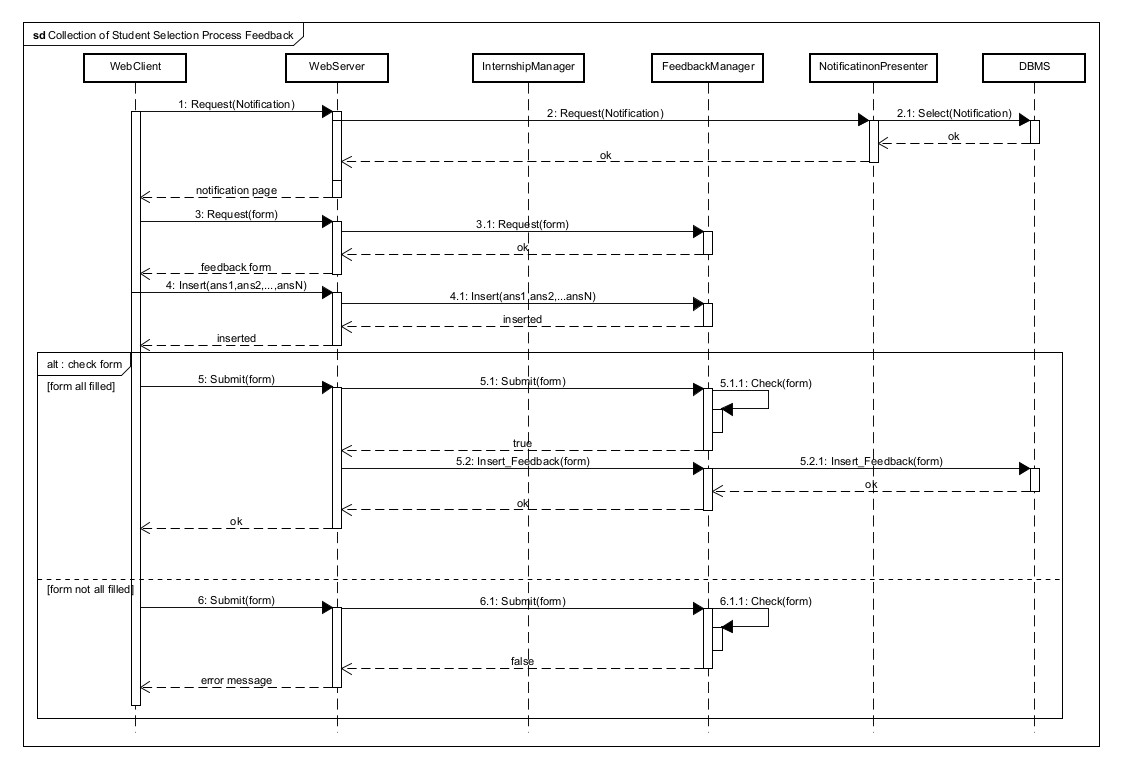 sd Collection of Student Selection Process Feedback
WebClient
WebServer
InternshipManager
FeedbackManager
NotificatinonPresenter
DBMS
1: Request(Notification)
2: Request(Notification)
2.1: Select(Notification)
ok
ok
notification page
3: Request(form)
3.1: Request(form)
ok
feedback form
4: Insert(ans1,ans2,...,ansN)
4.1: Insert(ans1,ans2,...ansN)
inserted
inserted
alt : check form
[form all filled]
5: Submit(form)
5.1: Submit(form)
5.1.1: Check(form)
true
5.2: Insert_Feedback(form)
5.2.1: Insert_Feedback(form)
ok
ok
ok
[form not all filled]
6: Submit(form)
6.1: Submit(form)
6.1.1: Check(form)
false
error message